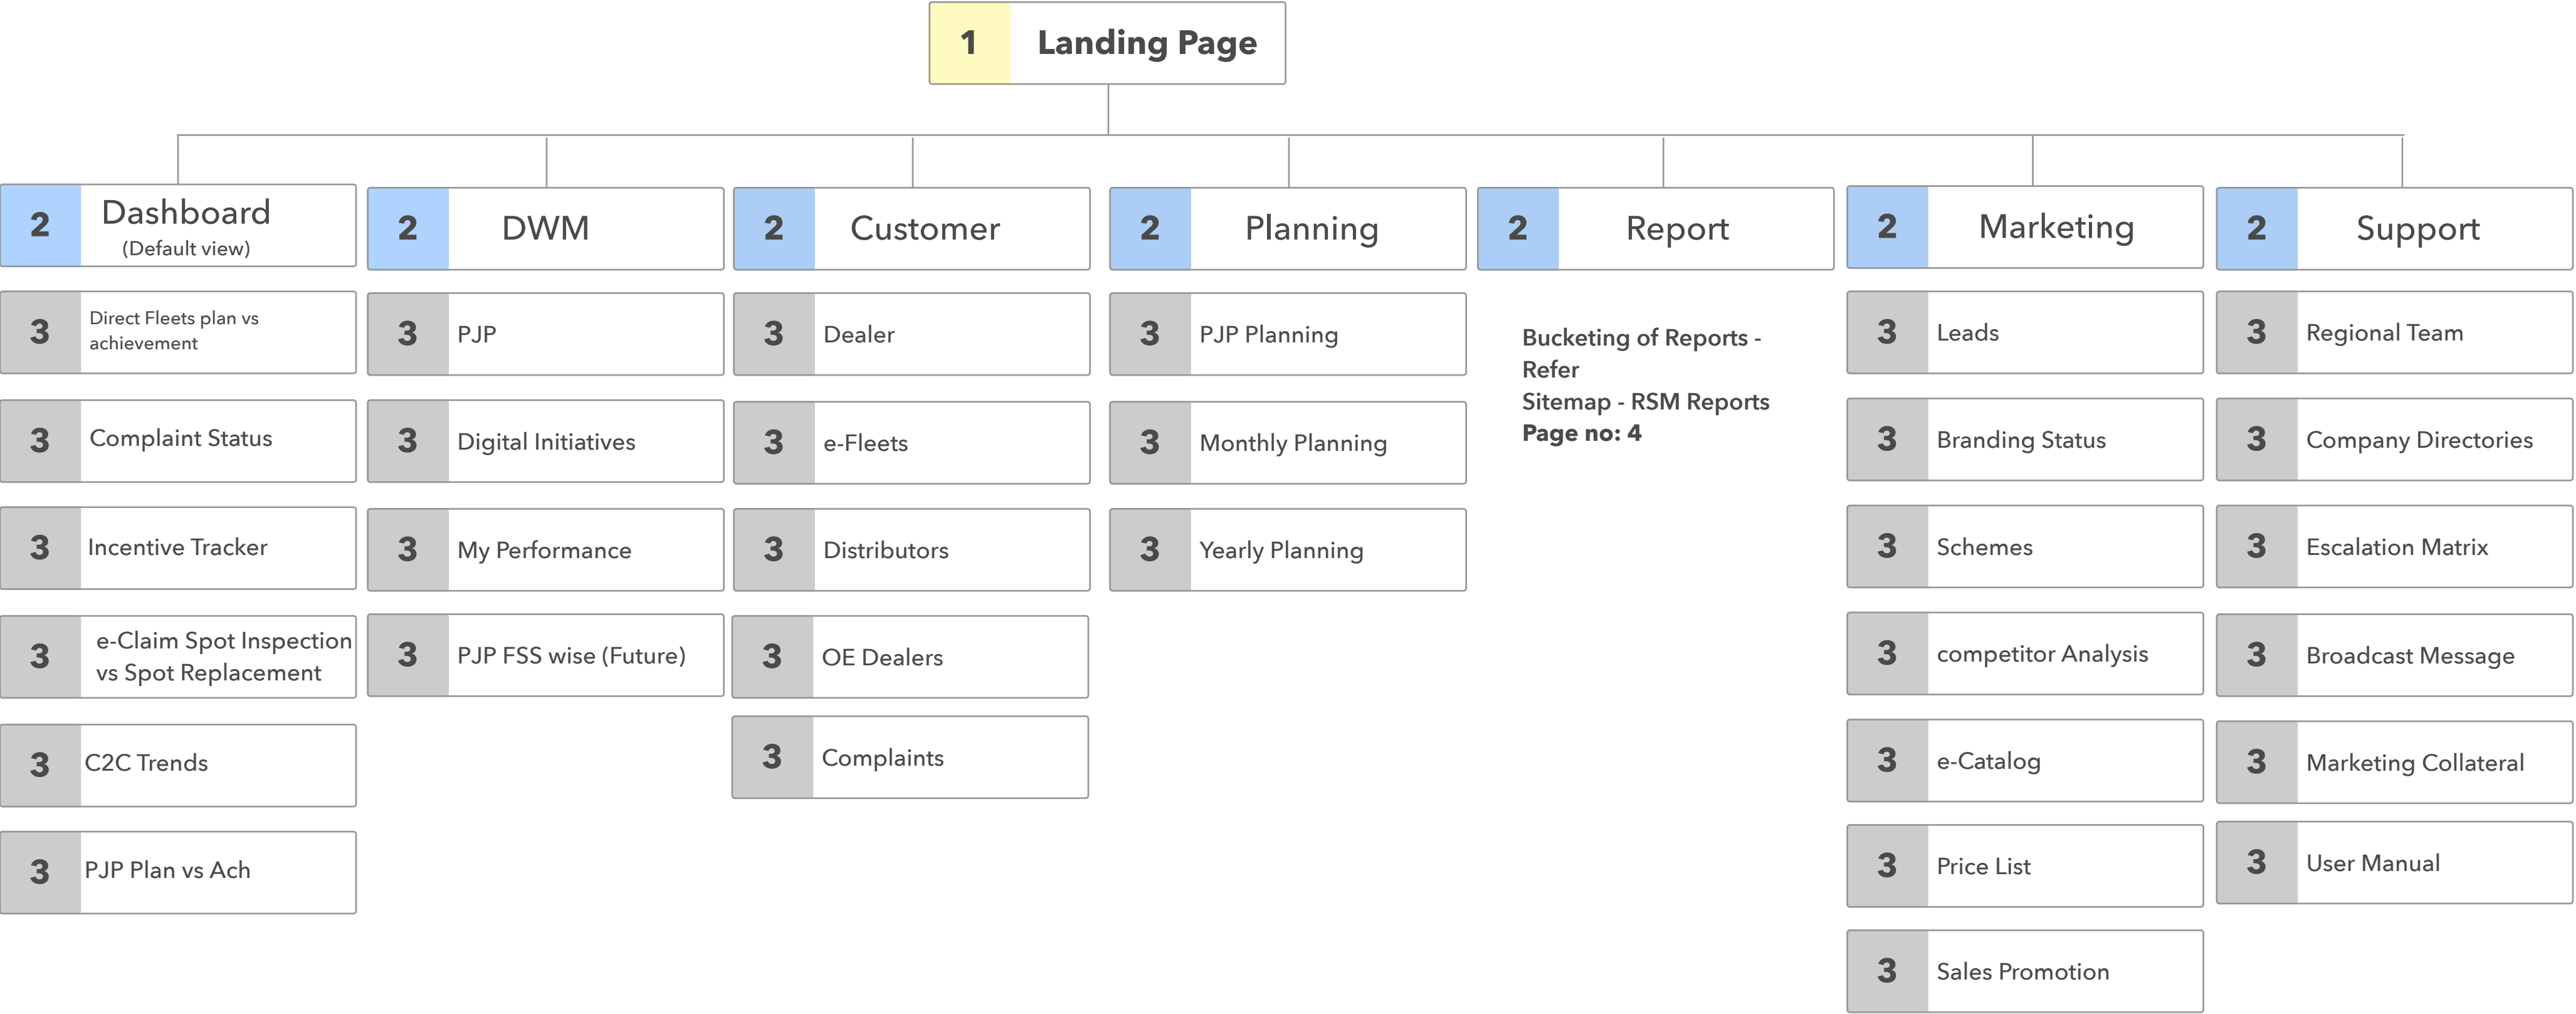 1 Landing Page
2 Dashboard
(Default view)
3 Direct Fleets plan vs
achievement
3 Complaint Status
3 Incentive Tracker
3 e-Claim Spot Inspection
vs Spot Replacement
3 C2C Trends
3 PJP Plan vs Ach
2 DWM
3 PJP
3 Digital Initiatives
3 My Performance
3 PJP FSS wise (Future)
2 Customer
3 Dealer
3 e-Fleets
3 Distributors
3 OE Dealers
3 Complaints
2 Planning
3 PJP Planning
3 Monthly Planning
3 Yearly Planning
2 Report
Bucketing of Reports -
Refer
Sitemap - RSM Reports
Page no: 4
2 Marketing
3 Leads
3 Branding Status
3 Schemes
3 competitor Analysis
3 e-Catalog
3 Price List
3 Sales Promotion
2 Support
3 Regional Team
3 Company Directories
3 Escalation Matrix
3 Broadcast Message
3 Marketing Collateral
3 User Manual